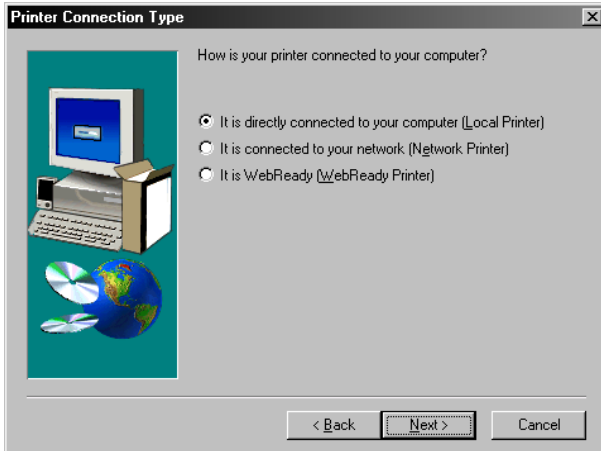 Printer Connection Type
How is your printer connected to your computer?
It is directly connected to your computer (Local Printer)
It is connected to your network (Network Printer)
It is WebReady (WebReady Printer)
< Back
Next >
Cancel